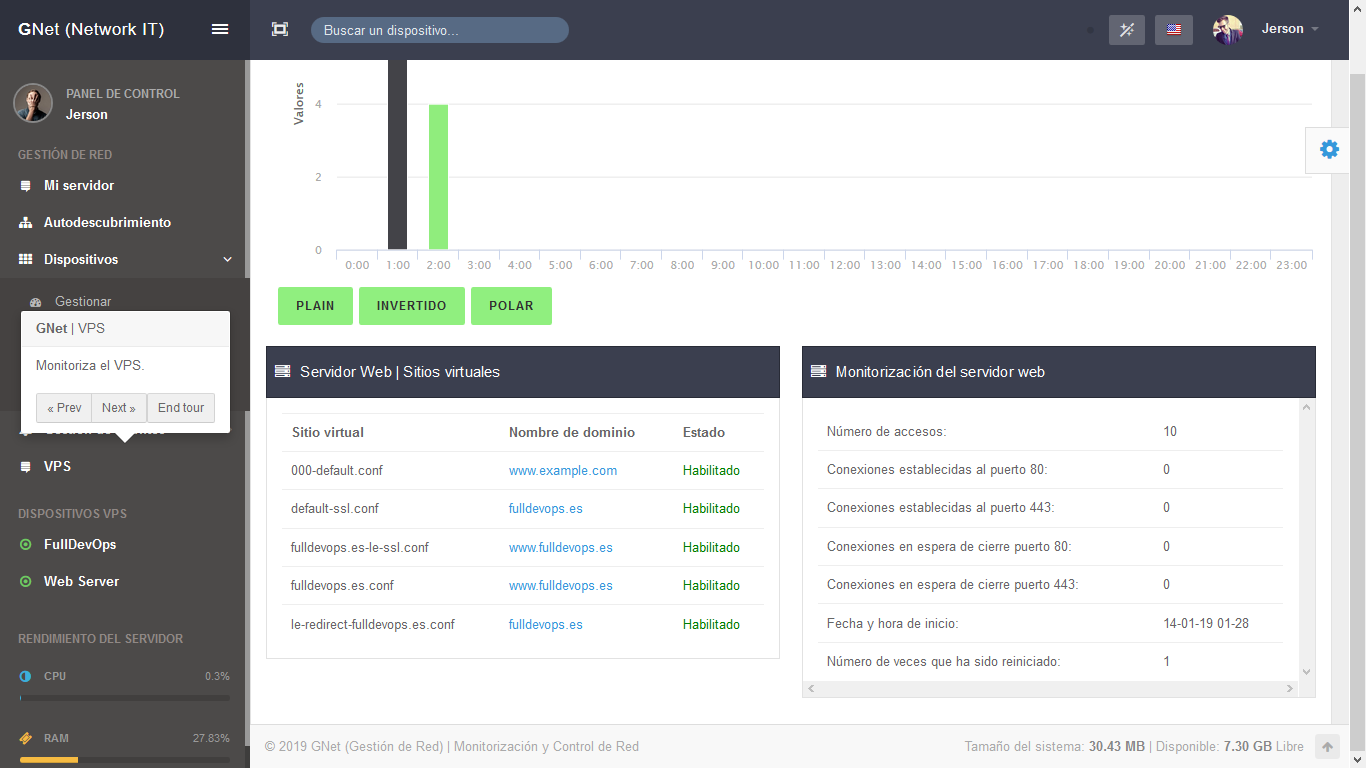 GNet (Network IT)
Buscar un dispositivo...
Jerson
PANEL DE CONTROL
Jerson
GESTIÓN DE RED
Mi servidor
Autodescubrimiento
Dispositivos
Gestionar
GNet | VPS
Monitoriza el VPS.
« Prev
Next »
End tour
VPS
DISPOSITIVOS VPS
FullDevOps
Web Server
RENDIMIENTO DEL SERVIDOR
CPU 0.3%
RAM 27.83%
Valores
4
2
0
0:00 1:00 2:00 3:00 4:00 5:00 6:00 7:00 8:00 9:00 10:00 11:00 12:00 13:00 14:00 15:00 16:00 17:00 18:00 19:00 20:00 21:00 22:00 23:00
PLAIN INVERTIDO POLAR
Servidor Web | Sitios virtuales
Sitio virtual Nombre de dominio Estado
000-default.conf www.example.com Habilitado
default-ssl.conf fulldevops.es Habilitado
fulldevops.es-le-ssl.conf www.fulldevops.es Habilitado
fulldevops.es.conf www.fulldevops.es Habilitado
le-redirect-fulldevops.es.conf fulldevops.es Habilitado
Monitorización del servidor web
Número de accesos: 10
Conexiones establecidas al puerto 80: 0
Conexiones establecidas al puerto 443: 0
Conexiones en espera de cierre puerto 80: 0
Conexiones en espera de cierre puerto 443: 0
Fecha y hora de inicio: 14-01-19 01-28
Número de veces que ha sido reiniciado: 1
© 2019 GNet (Gestión de Red) | Monitorización y Control de Red
Tamaño del sistema: 30.43 MB | Disponible: 7.30 GB Libre